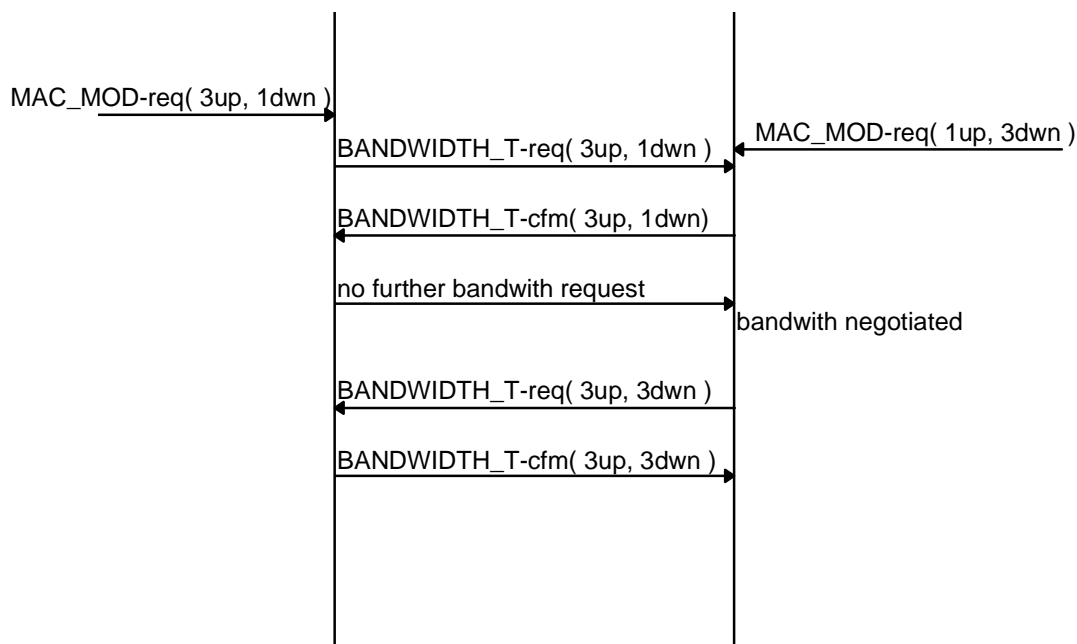 MAC_MOD-req( 3up, 1dwn )
MAC_MOD-req( 1up, 3dwn )
BANDWIDTH_T-req( 3up, 1dwn )
BANDWIDTH_T-cfm( 3up, 1dwn)
no further bandwith request
bandwith negotiated
BANDWIDTH_T-req( 3up, 3dwn )
BANDWIDTH_T-cfm( 3up, 3dwn )